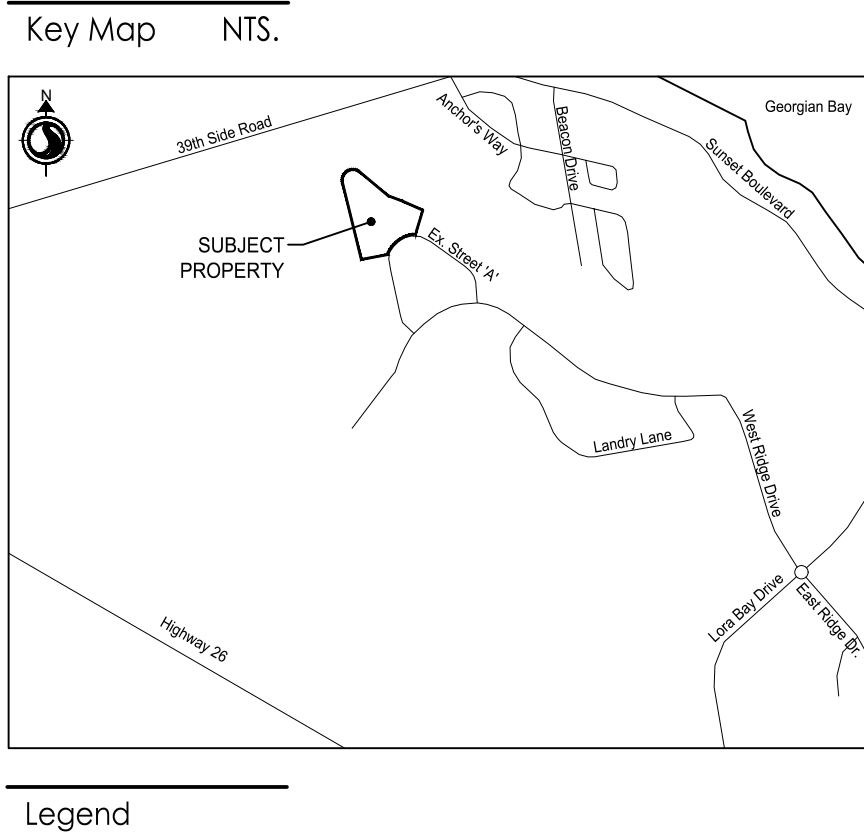 Key Map NTS.
N
Georgian Bay
39th Side Road
Anchor's Way
Beacon Drive
Sunset Boulevard
SUBJECT
PROPERTY
Ex. Street 'A'
Landry Lane
West Ridge Drive
Lora Bay Drive
East Ridge Dr.
Highway 26
Legend